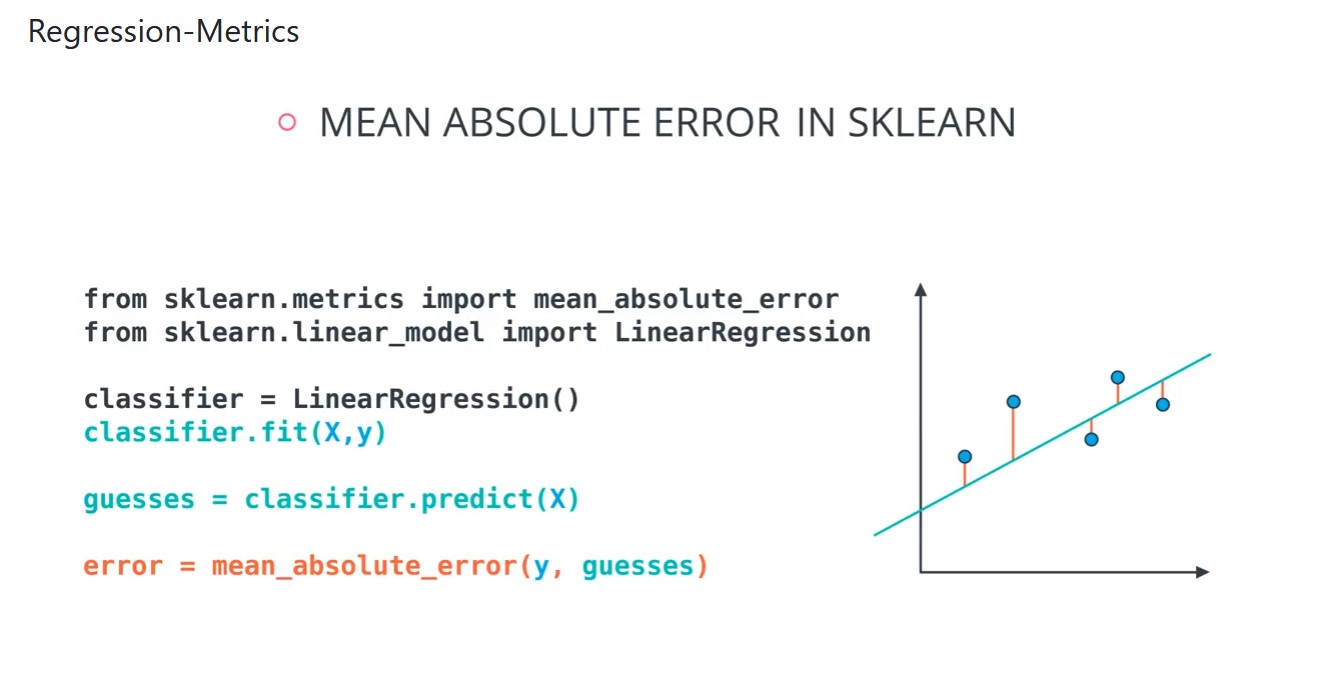 Regression-Metrics
MEAN ABSOLUTE ERROR IN SKLEARN
from sklearn.metrics import mean_absolute_error
from sklearn.linear_model import LinearRegression
classifier = LinearRegression()
classifier.fit(X,y)
guesses = classifier.predict(X)
error = mean_absolute_error(y, guesses)